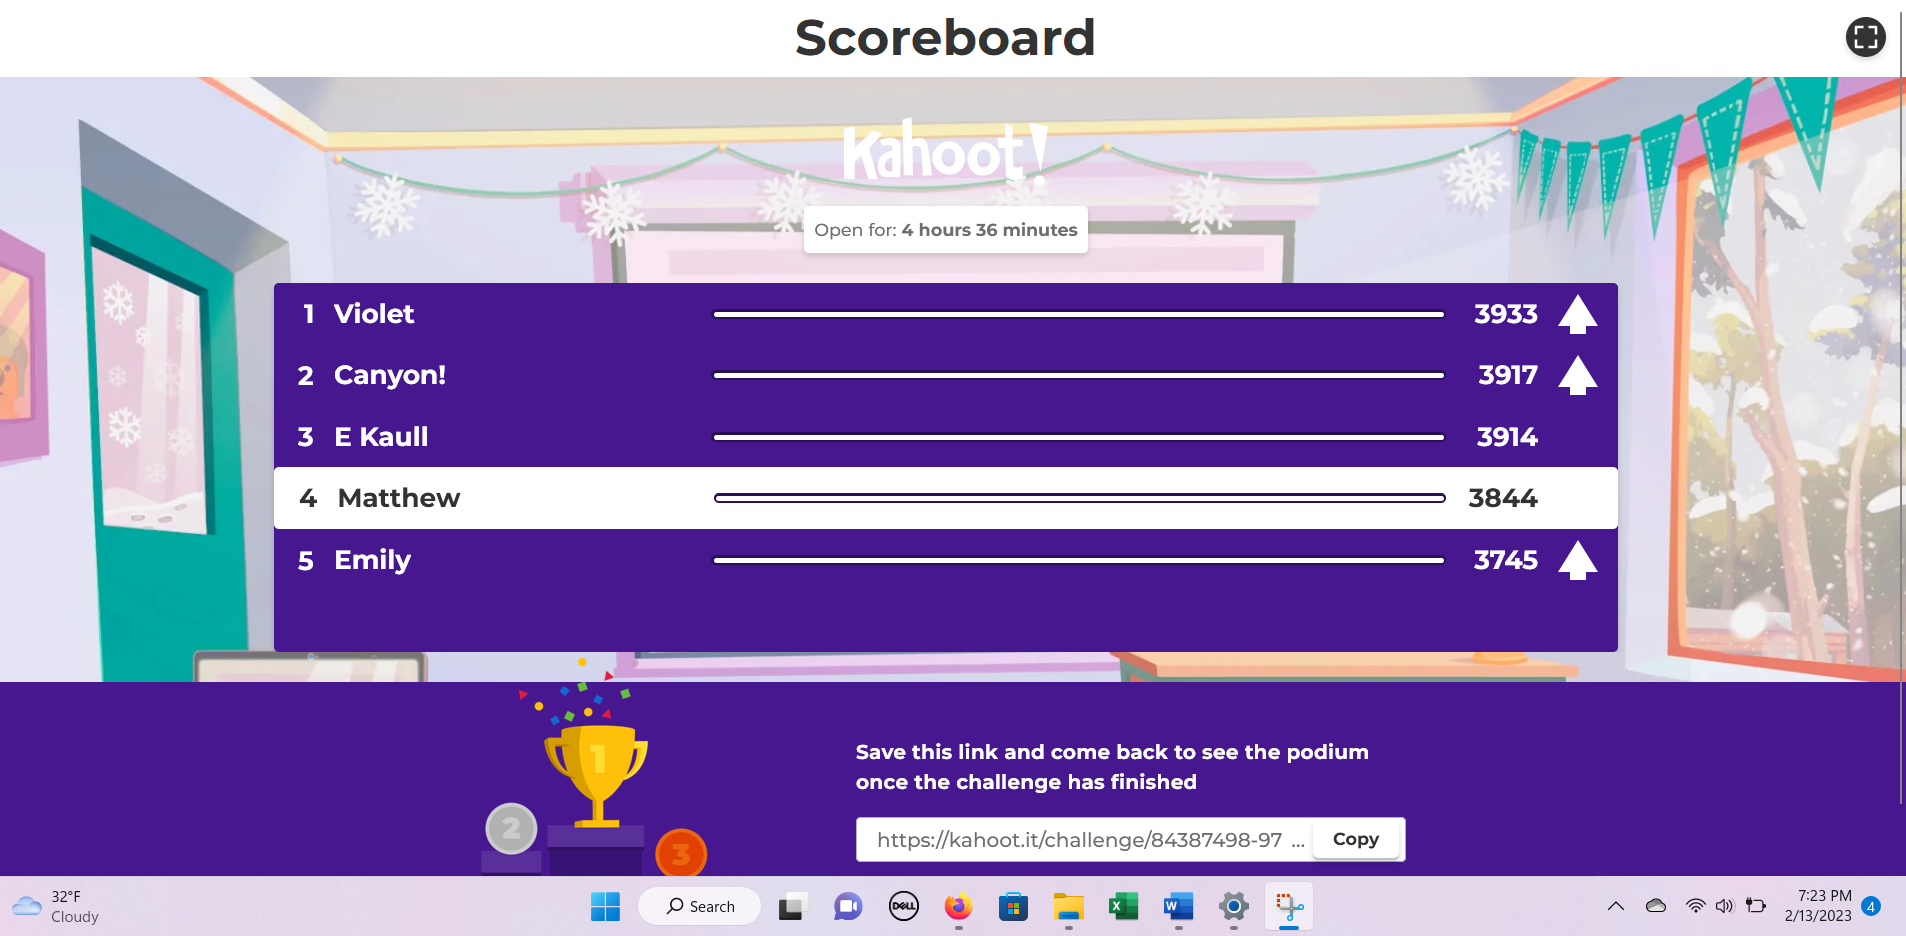 Scoreboard
Kahoot!
Open for: 4 hours 36 minutes
1 Violet 3933
2 Canyon! 3917
3 E Kaull 3914
4 Matthew 3844
5 Emily 3745
1
2
3
Save this link and come back to see the podium
once the challenge has finished
https://kahoot.it/challenge/84387498-97 ... Copy
32°F
Cloudy
Search
DELL
X
W
7:23 PM
2/13/2023
4